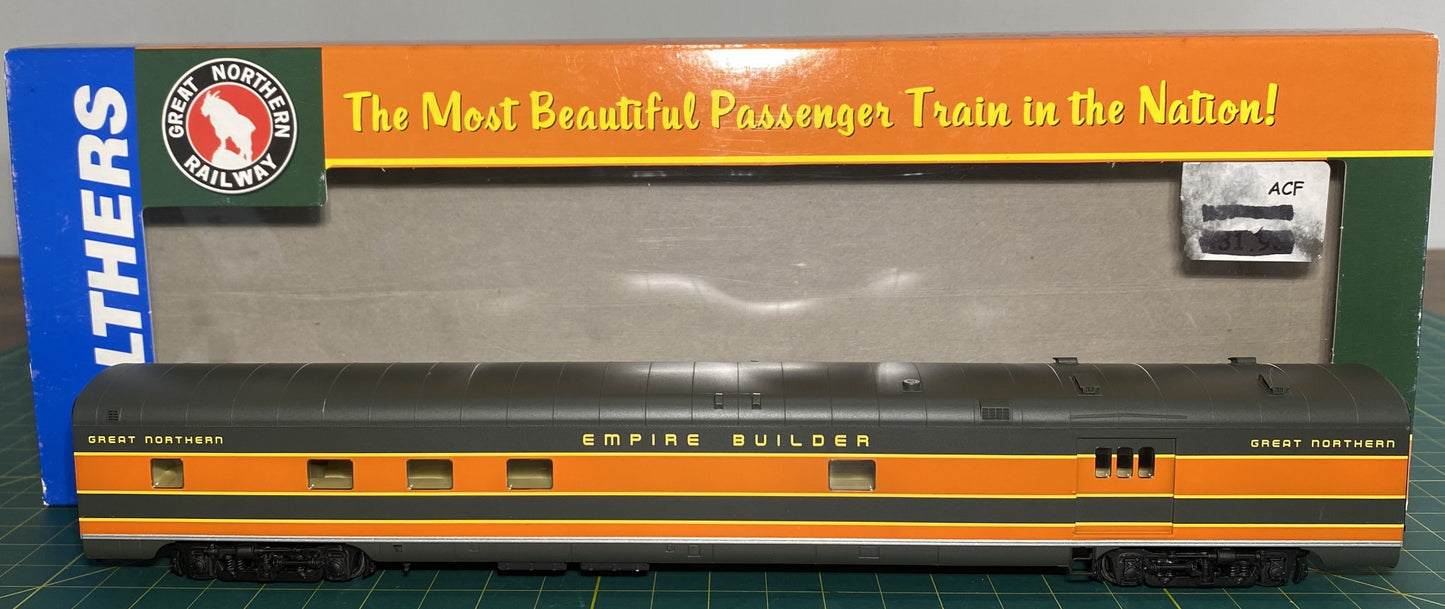 LTHERS
GREAT NORTHERN
RAILWAY
The Most Beautiful Passenger Train in the Nation!
ACF
GREAT NORTHERN
EMPIRE BUILDER
GREAT NORTHERN